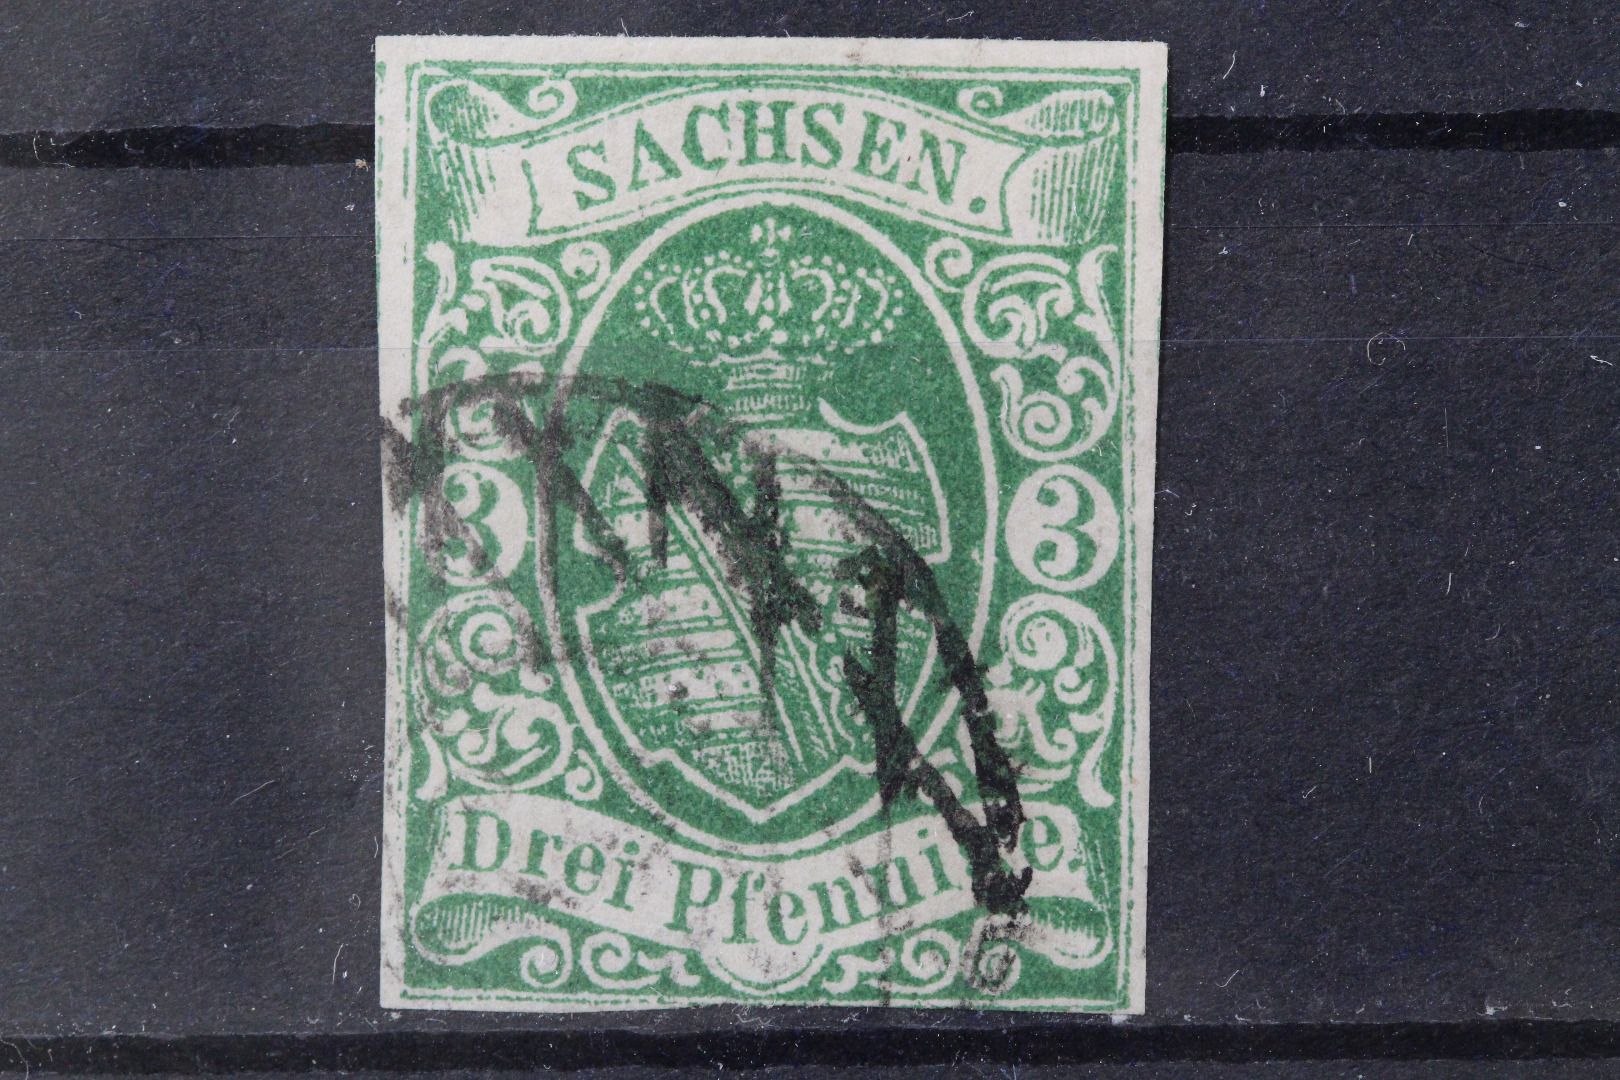 SACHSEN.
3 3
Drei Pfennige.